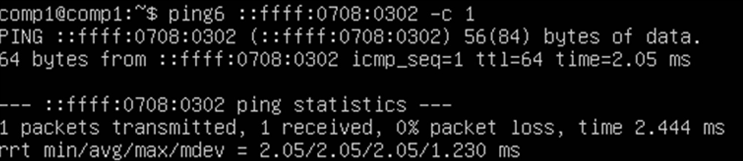 comp1@comp1:~$ ping6 ::ffff:0708:0302 -c 1
PING ::ffff:0708:0302 (::ffff:0708:0302) 56(84) bytes of data.
64 bytes from ::ffff:0708:0302 icmp_seq=1 ttl=64 time=2.05 ms
--- ::ffff:0708:0302 ping statistics ---
1 packets transmitted, 1 received, 0% packet loss, time 2.444 ms
rrt min/avg/max/mdev = 2.05/2.05/2.05/1.230 ms